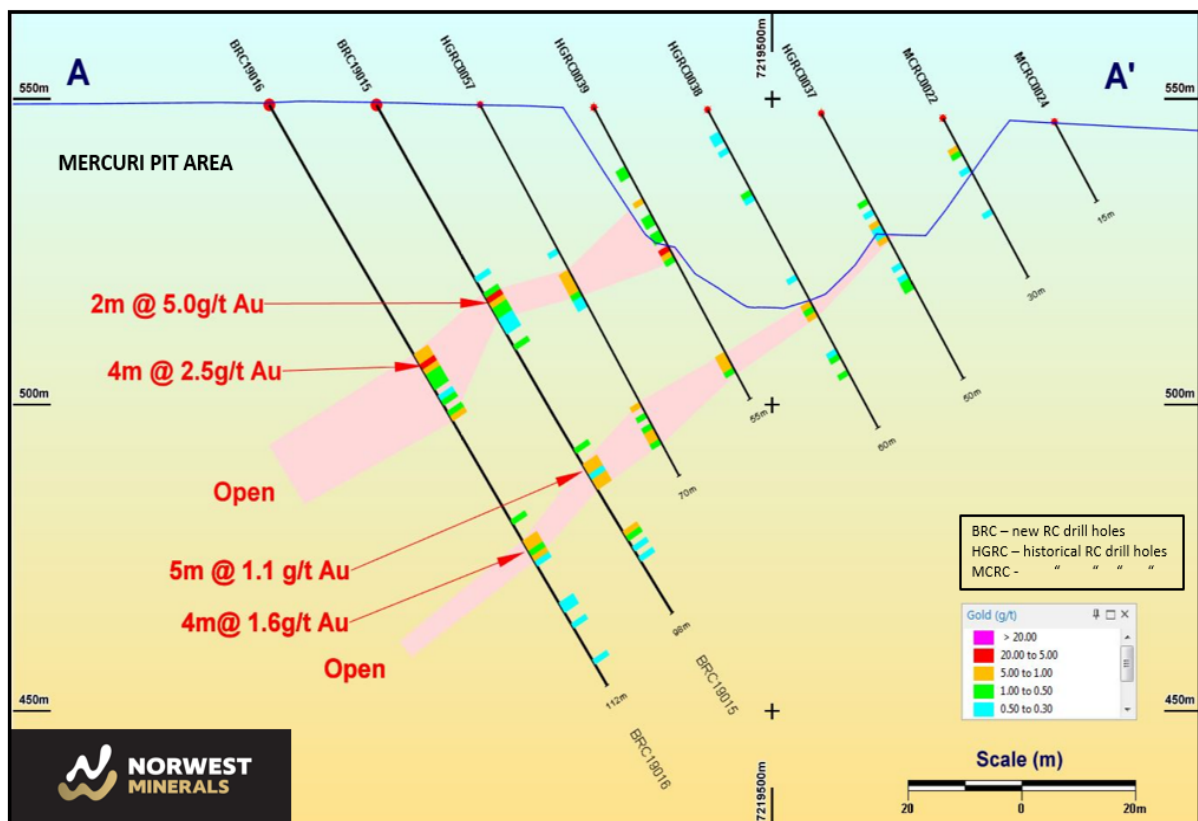 7219500m
A
BRC19016
BRC19015
HGRC0057
HGRC0039
HGRC0038
HGRC0037
MCRC0022
MCRC0024
A'
550m
550m
MERCURI PIT AREA
15m
30m
2m @ 5.0g/t Au
4m @ 2.5g/t Au
50m
500m
500m
55m
60m
70m
Open
5m @ 1.1 g/t Au
4m@ 1.6g/t Au
Open
98m
BRC19015
112m
BRC19016
BRC – new RC drill holes
HGRC – historical RC drill holes
MCRC - “ “ “ “
Gold (g/t)
> 20.00
20.00 to 5.00
5.00 to 1.00
1.00 to 0.50
0.50 to 0.30
450m
450m
NORWEST
MINERALS
7219500m
Scale (m)
20 0 20m